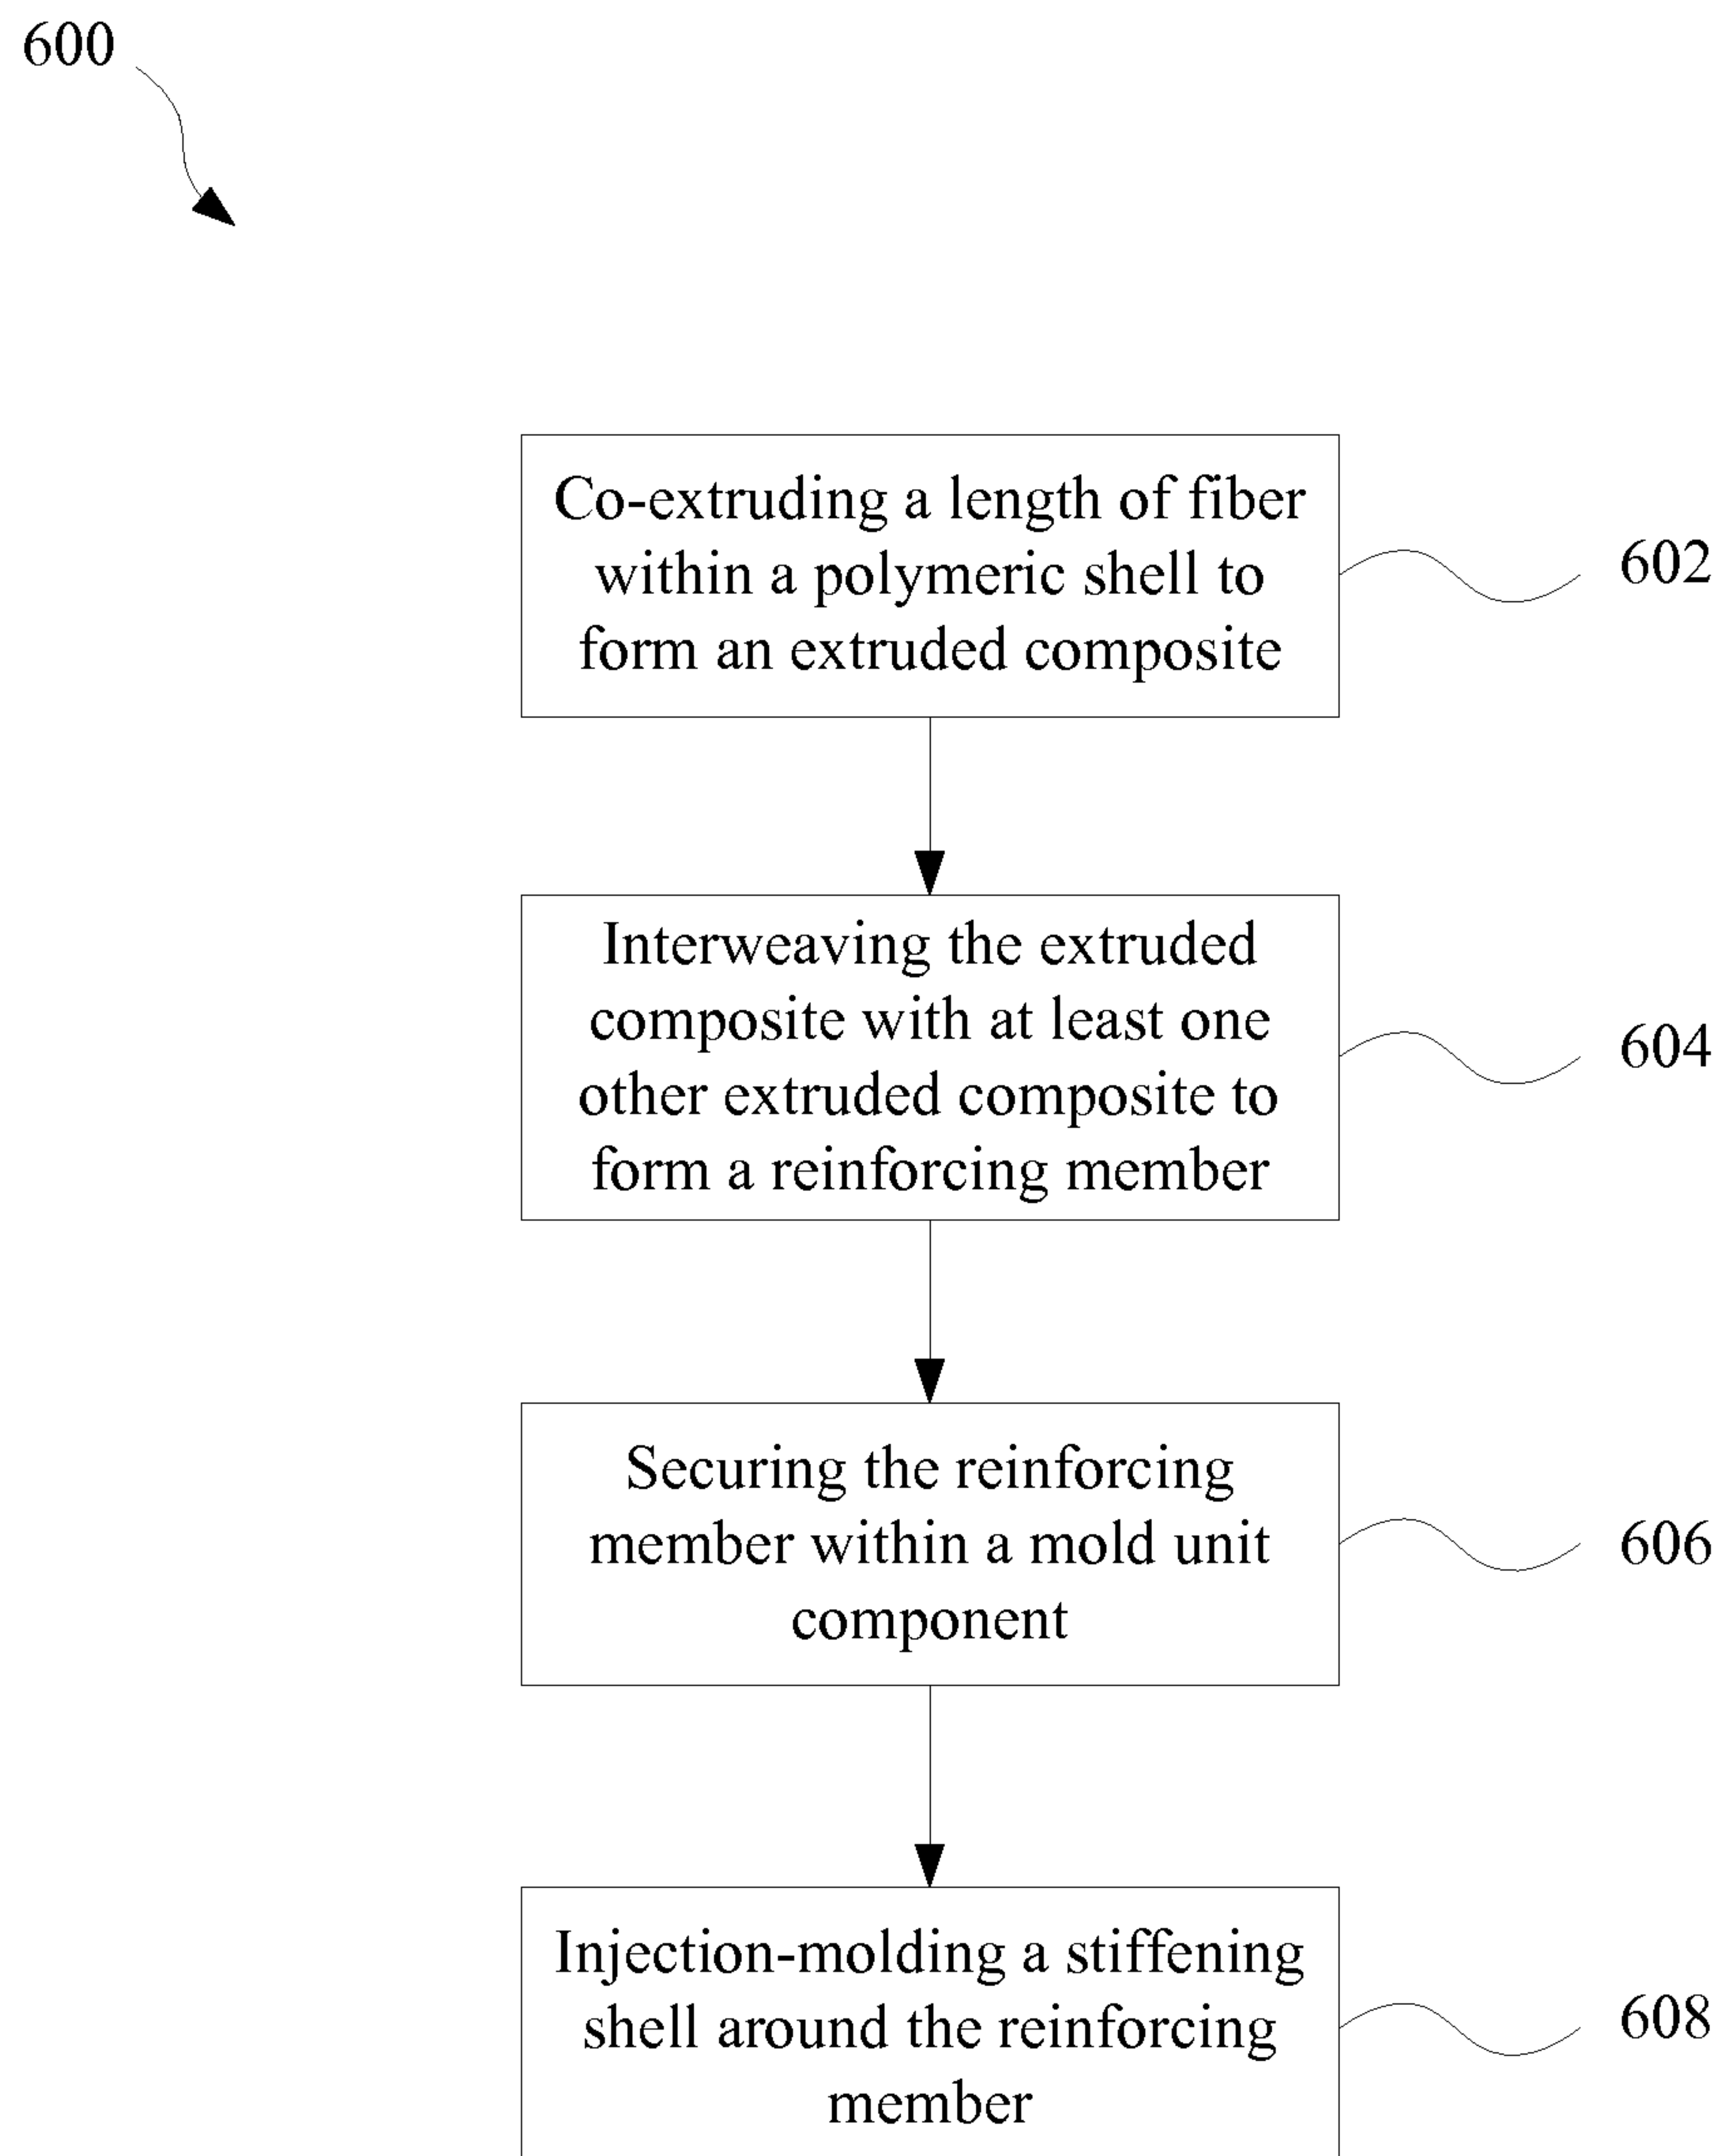 600
Co-extruding a length of fiber
within a polymeric shell to
form an extruded composite
602
Interweaving the extruded
composite with at least one
other extruded composite to
form a reinforcing member
604
Securing the reinforcing
member within a mold unit
component
606
Injection-molding a stiffening
shell around the reinforcing
member
608